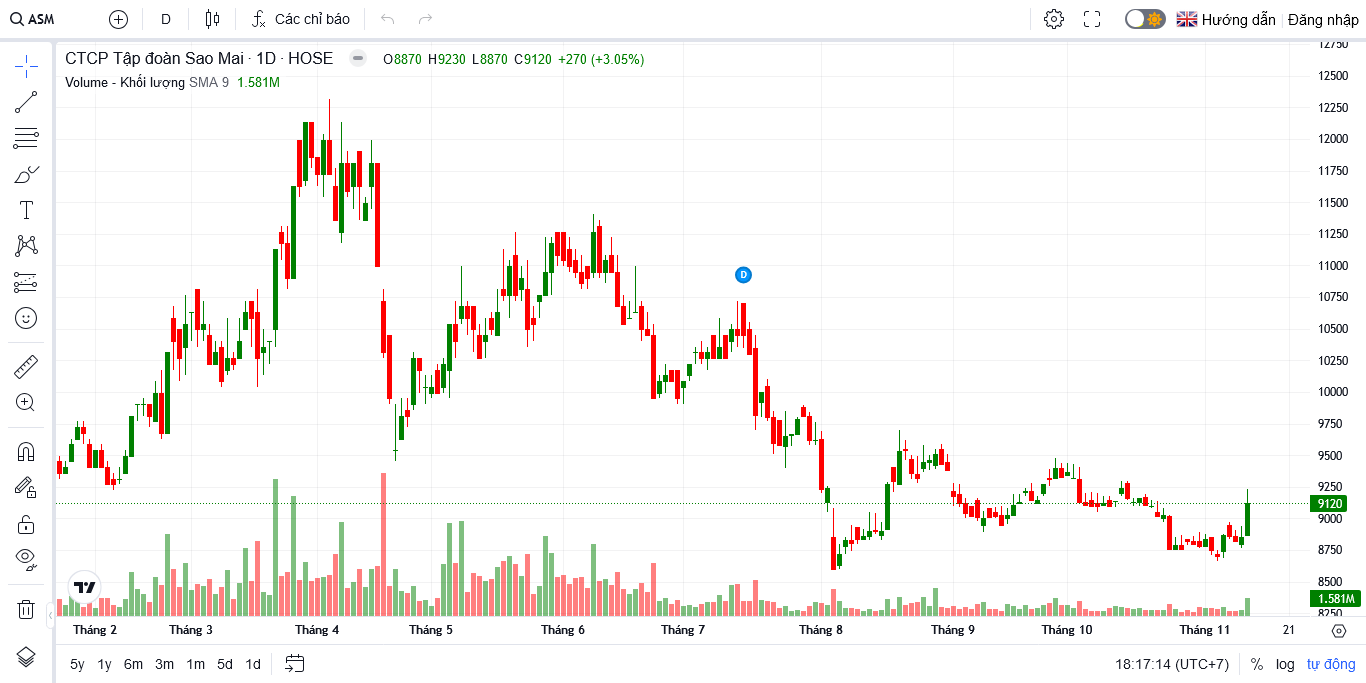 ASM D Các chỉ báo Hướng dẫn Đăng nhập
CTCP Tập đoàn Sao Mai · 1D · HOSE O8870 H9230 L8870 C9120 +270 (+3.05%)
Volume - Khối lượng SMA 9 1.581M
D
12750
12500
12250
12000
11750
11500
11250
11000
10750
10500
10250
10000
9750
9500
9250
9120
9000
8750
8500
1.581M
8250
Tháng 2 Tháng 3 Tháng 4 Tháng 5 Tháng 6 Tháng 7 Tháng 8 Tháng 9 Tháng 10 Tháng 11 21
5y 1y 6m 3m 1m 5d 1d 18:17:14 (UTC+7) % log tự động